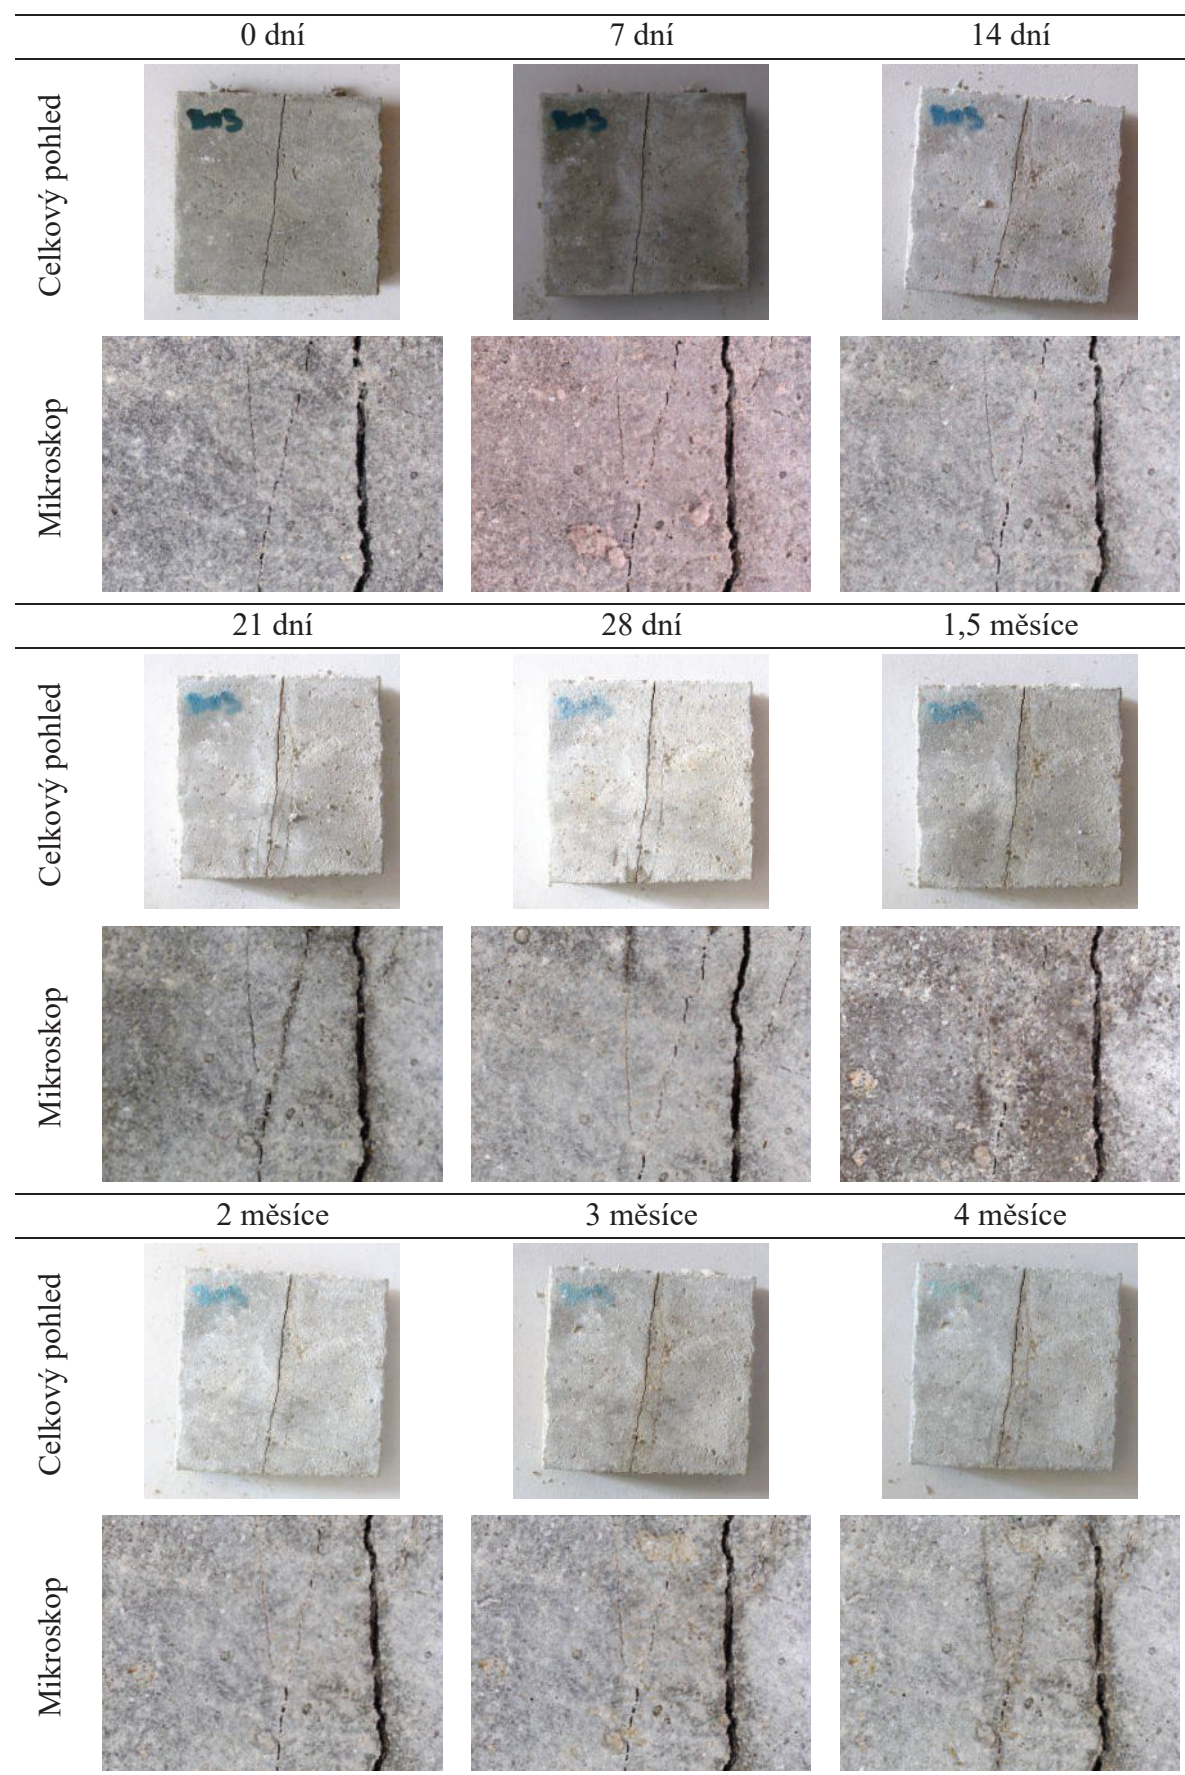 0 dní 7 dní 14 dní
Celkový pohled
Mikroskop
21 dní 28 dní 1,5 měsíce
Celkový pohled
Mikroskop
2 měsíce 3 měsíce 4 měsíce
Celkový pohled
Mikroskop